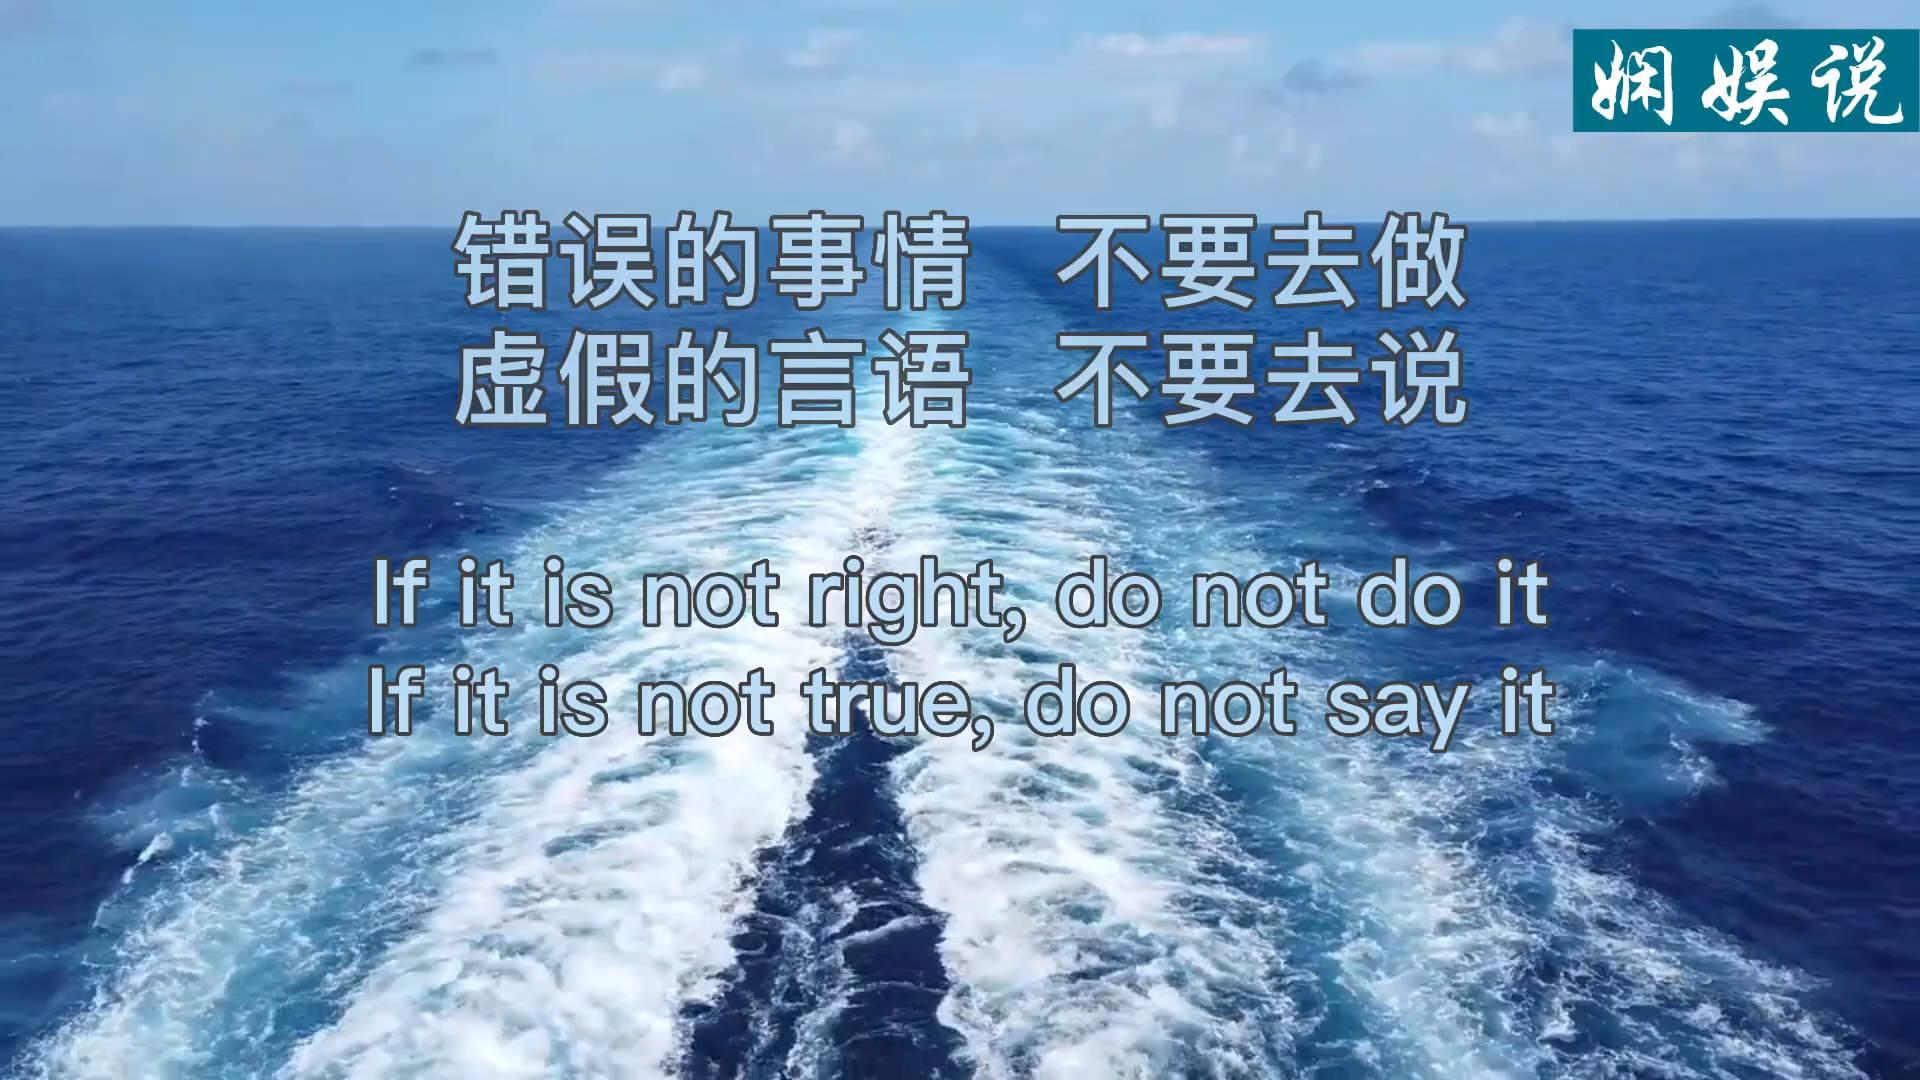 娴娱说
错误的事情 不要去做
虚假的言语 不要去说
If it is not right, do not do it
If it is not true, do not say it